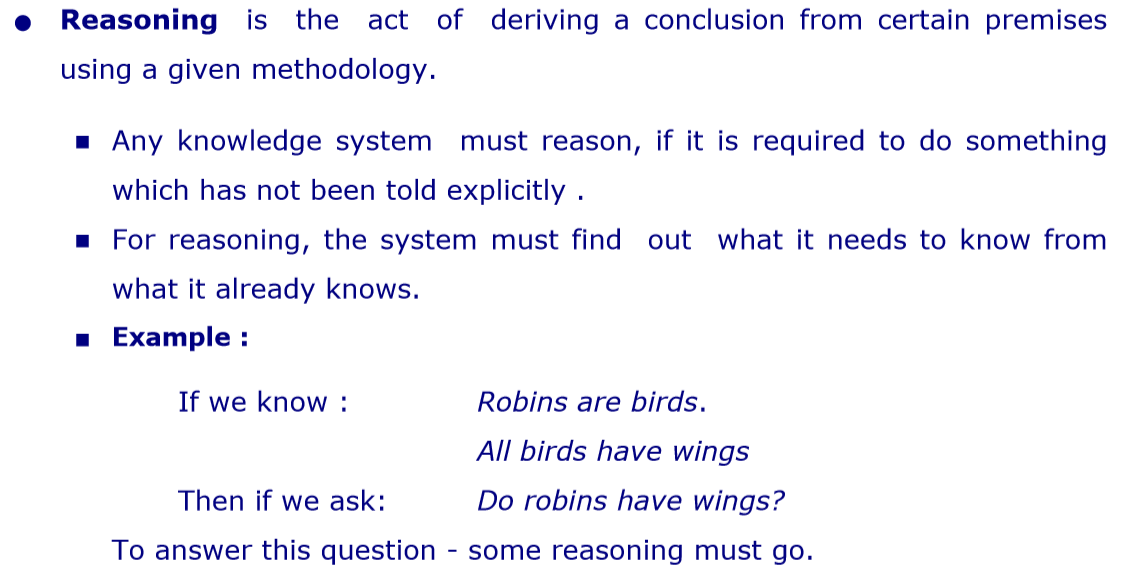 ● Reasoning is the act of deriving a conclusion from certain premises
using a given methodology.
■ Any knowledge system must reason, if it is required to do something
which has not been told explicitly .
■ For reasoning, the system must find out what it needs to know from
what it already knows.
■ Example :
If we know : Robins are birds.
All birds have wings
Then if we ask: Do robins have wings?
To answer this question - some reasoning must go.